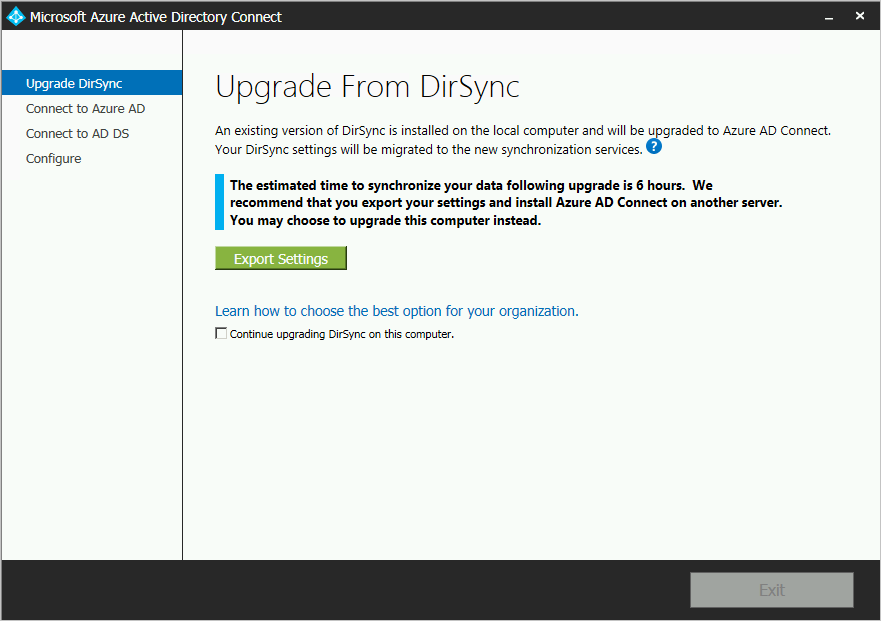 Microsoft Azure Active Directory Connect
Upgrade DirSync
Connect to Azure AD
Connect to AD DS
Configure
Upgrade From DirSync
An existing version of DirSync is installed on the local computer and will be upgraded to Azure AD Connect.
Your DirSync settings will be migrated to the new synchronization services. ?
The estimated time to synchronize your data following upgrade is 6 hours. We
recommend that you export your settings and install Azure AD Connect on another server.
You may choose to upgrade this computer instead.
Export Settings
Learn how to choose the best option for your organization.
Continue upgrading DirSync on this computer.
Exit